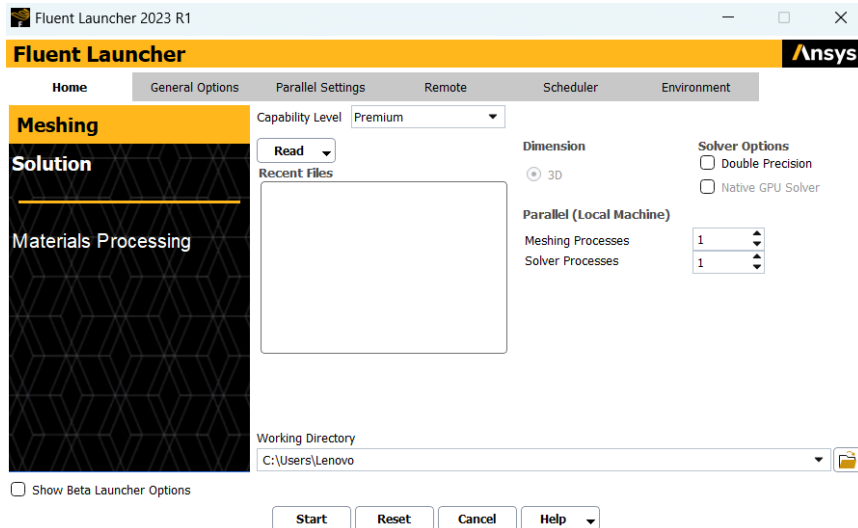 Fluent Launcher 2023 R1
Fluent Launcher
Ansys
Home General Options Parallel Settings Remote Scheduler Environment
Meshing
Solution
Materials Processing
Capability Level Premium
Read
Recent Files
Dimension
3D
Solver Options
Double Precision
Native GPU Solver
Parallel (Local Machine)
Meshing Processes 1
Solver Processes 1
Working Directory
C:\Users\Lenovo
Show Beta Launcher Options
Start Reset Cancel Help